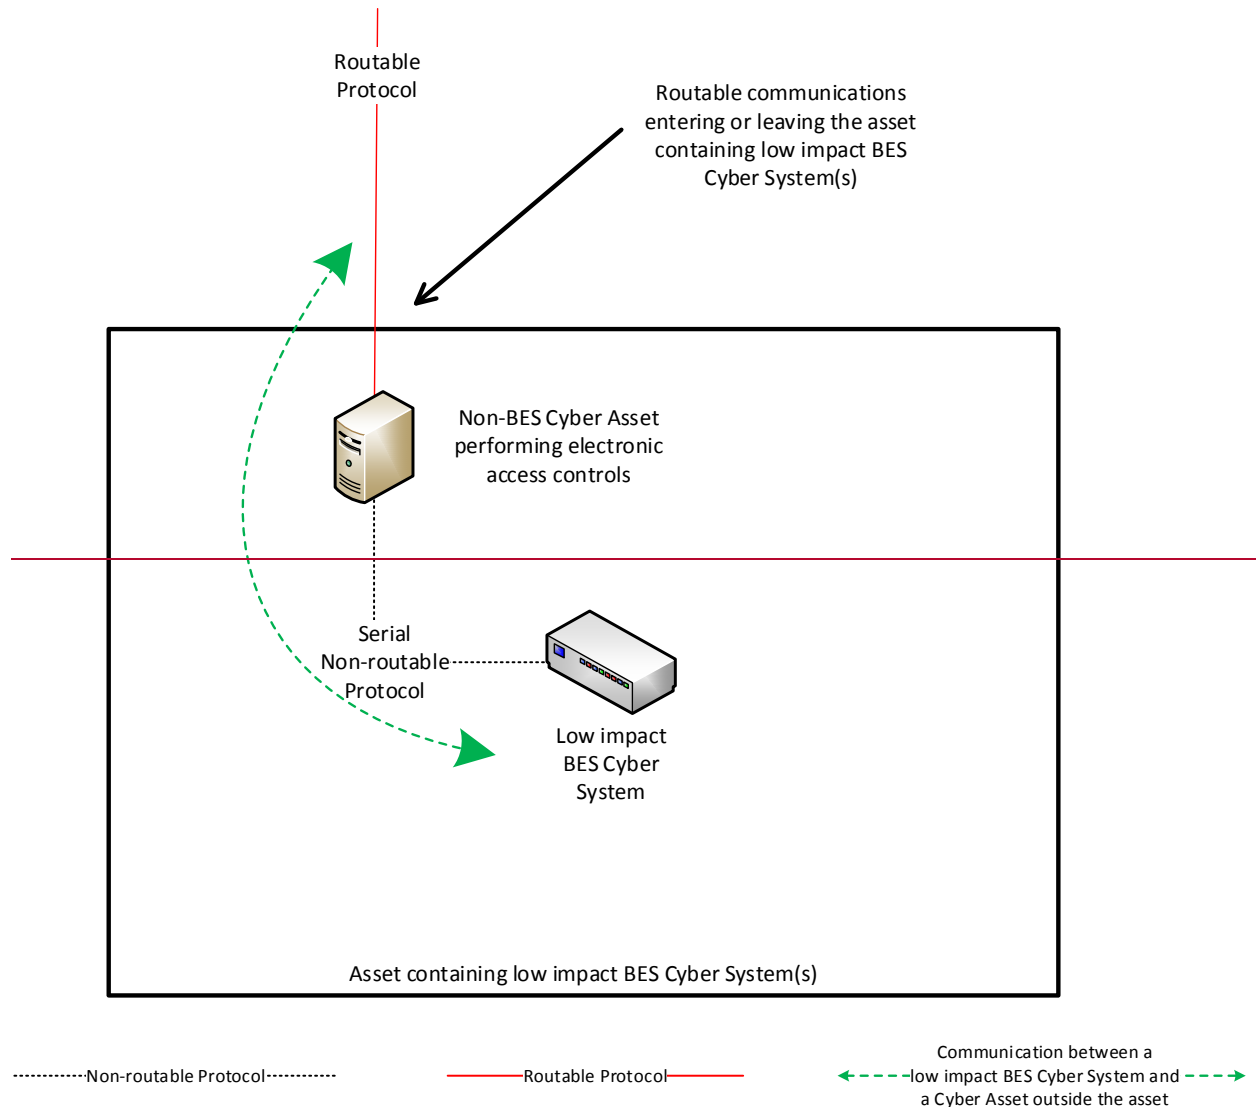 Routable
Protocol
Routable communications
entering or leaving the asset
containing low impact BES
Cyber System(s)
Non-BES Cyber Asset
performing electronic
access controls
Serial
Non-routable
Protocol
Low impact
BES Cyber
System
Asset containing low impact BES Cyber System(s)
Non-routable Protocol
Routable Protocol
Communication between a
low impact BES Cyber System and
a Cyber Asset outside the asset